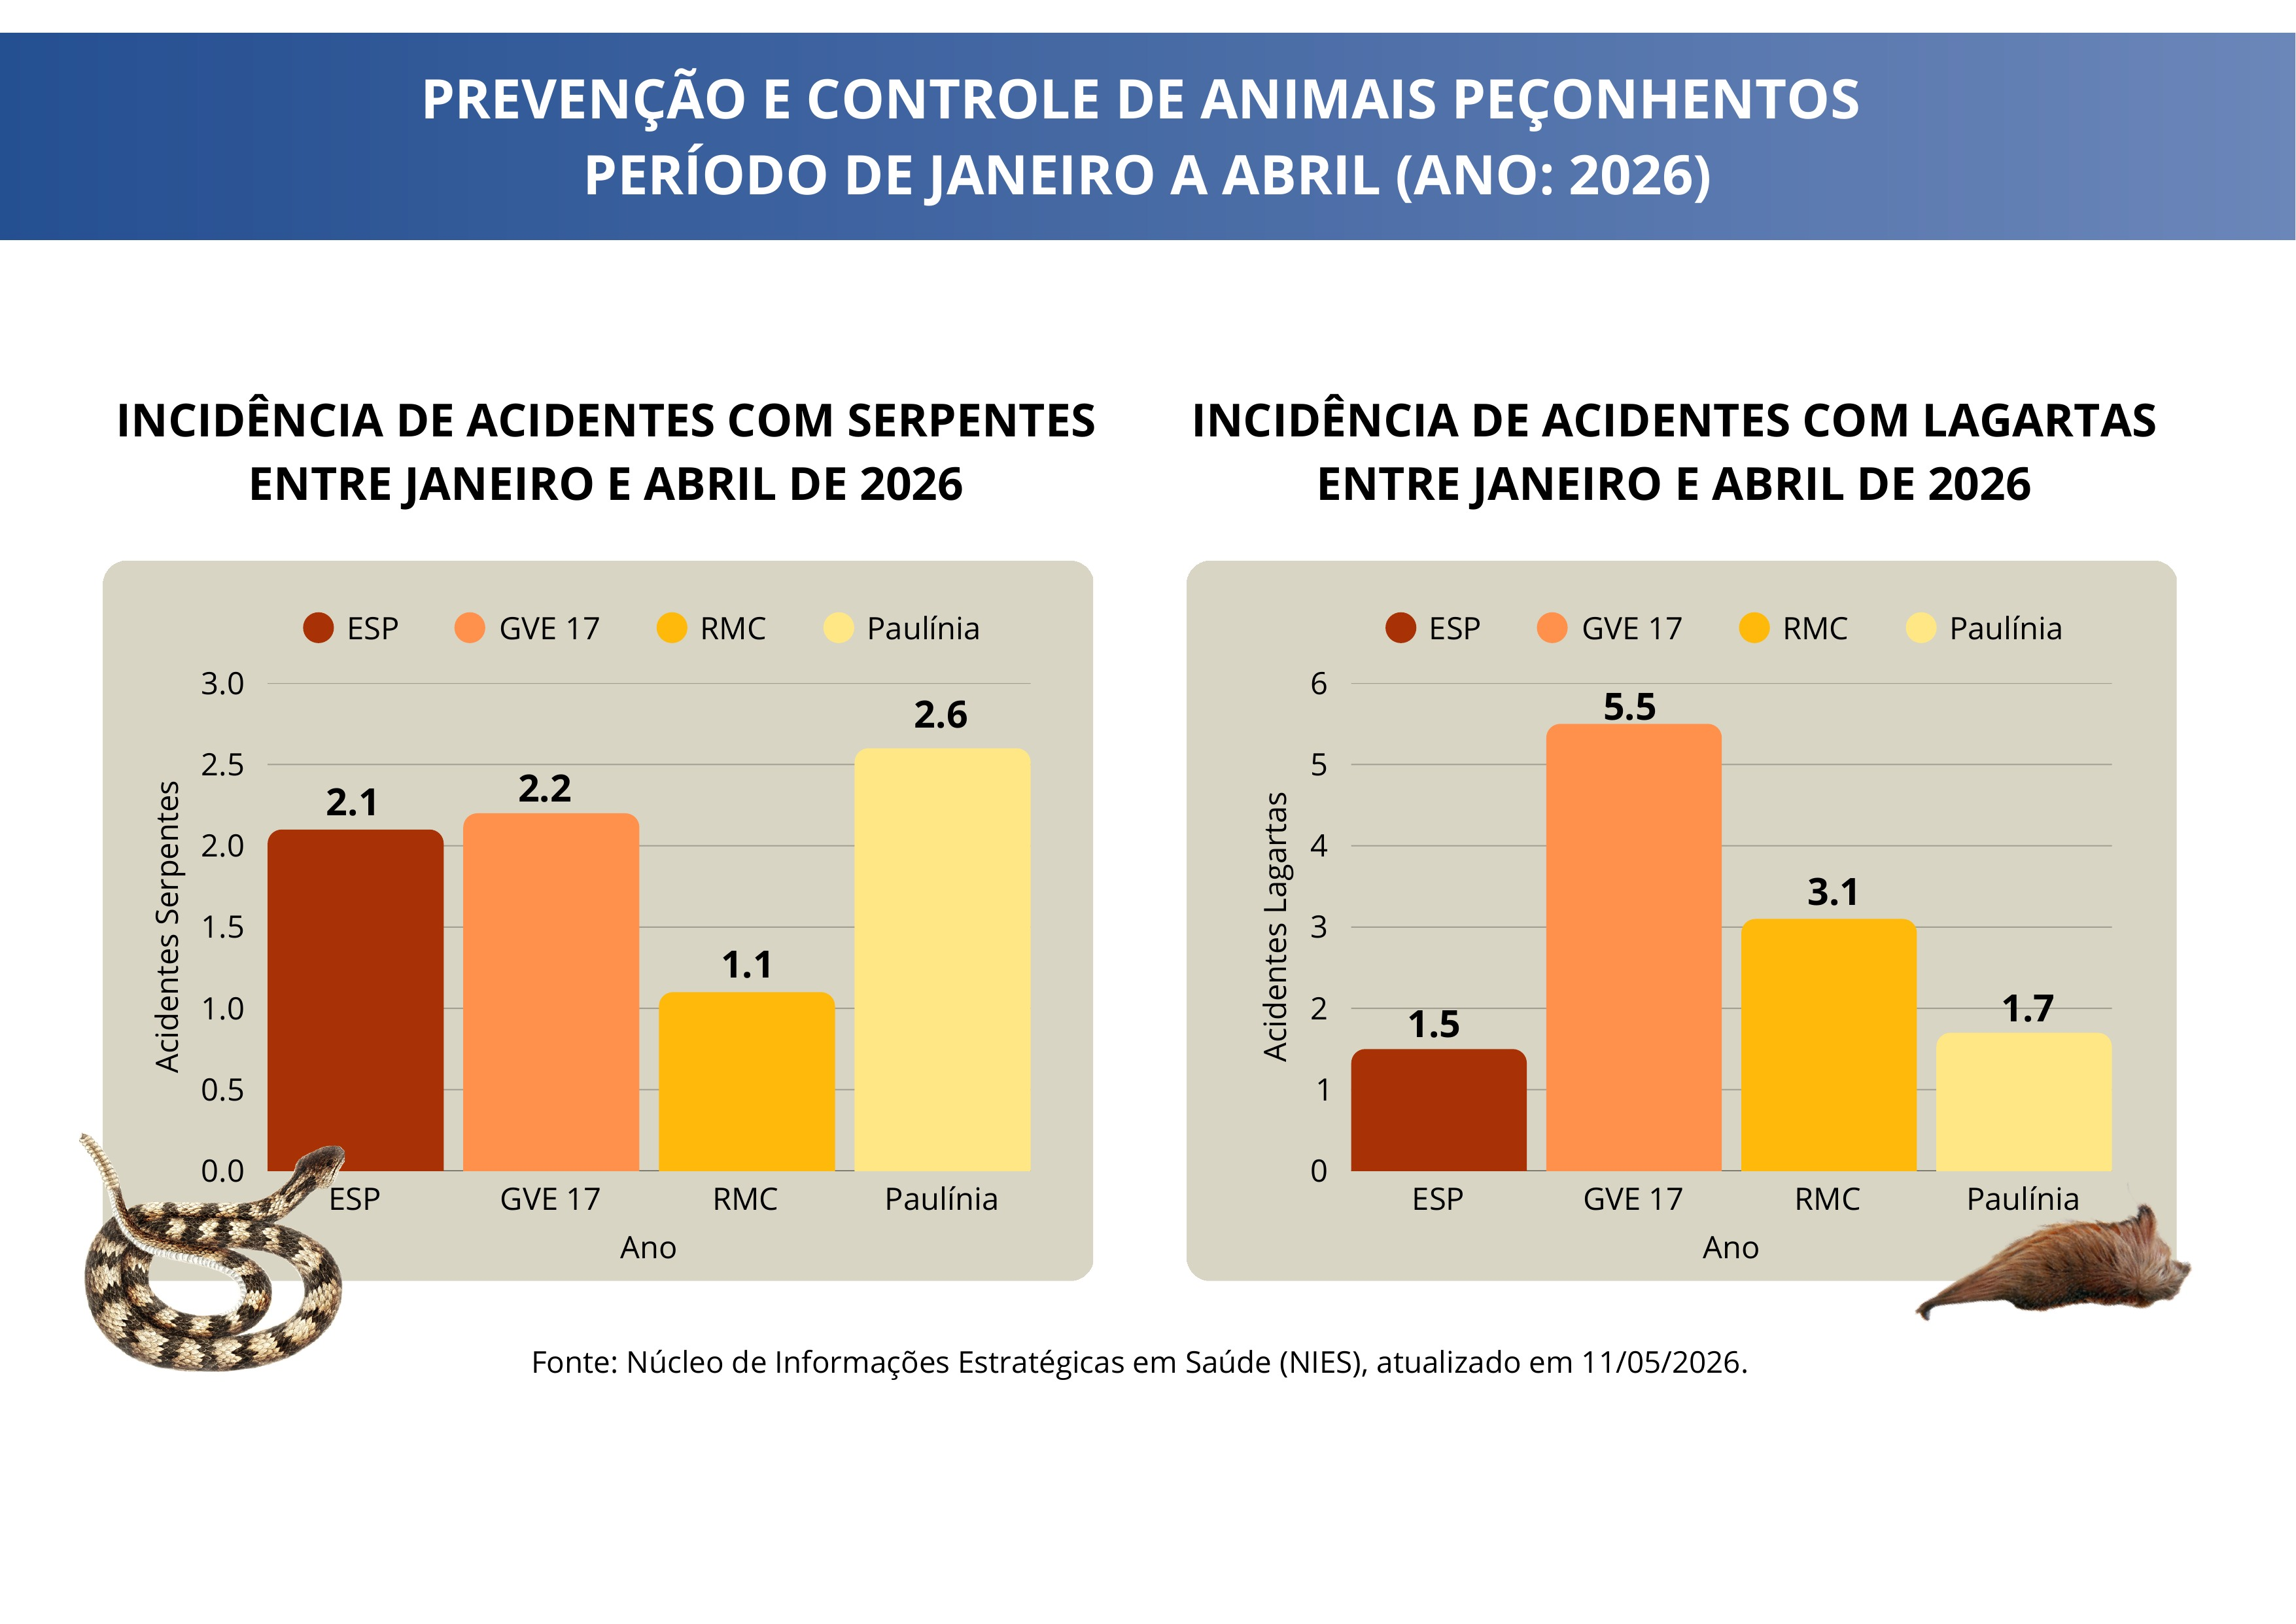 PREVENÇÃO E CONTROLE DE ANIMAIS PEÇONHENTOS
PERÍODO DE JANEIRO A ABRIL (ANO: 2026)
INCIDÊNCIA DE ACIDENTES COM SERPENTES
ENTRE JANEIRO E ABRIL DE 2026
ESP GVE 17 RMC Paulínia
Acidentes Serpentes
3.0
2.5
2.0
1.5
1.0
0.5
0.0
2.1
2.2
1.1
2.6
ESP GVE 17 RMC Paulínia
Ano
INCIDÊNCIA DE ACIDENTES COM LAGARTAS
ENTRE JANEIRO E ABRIL DE 2026
ESP GVE 17 RMC Paulínia
Acidentes Lagartas
6
5
4
3
2
1
0
1.5
5.5
3.1
1.7
ESP GVE 17 RMC Paulínia
Ano
Fonte: Núcleo de Informações Estratégicas em Saúde (NIES), atualizado em 11/05/2026.